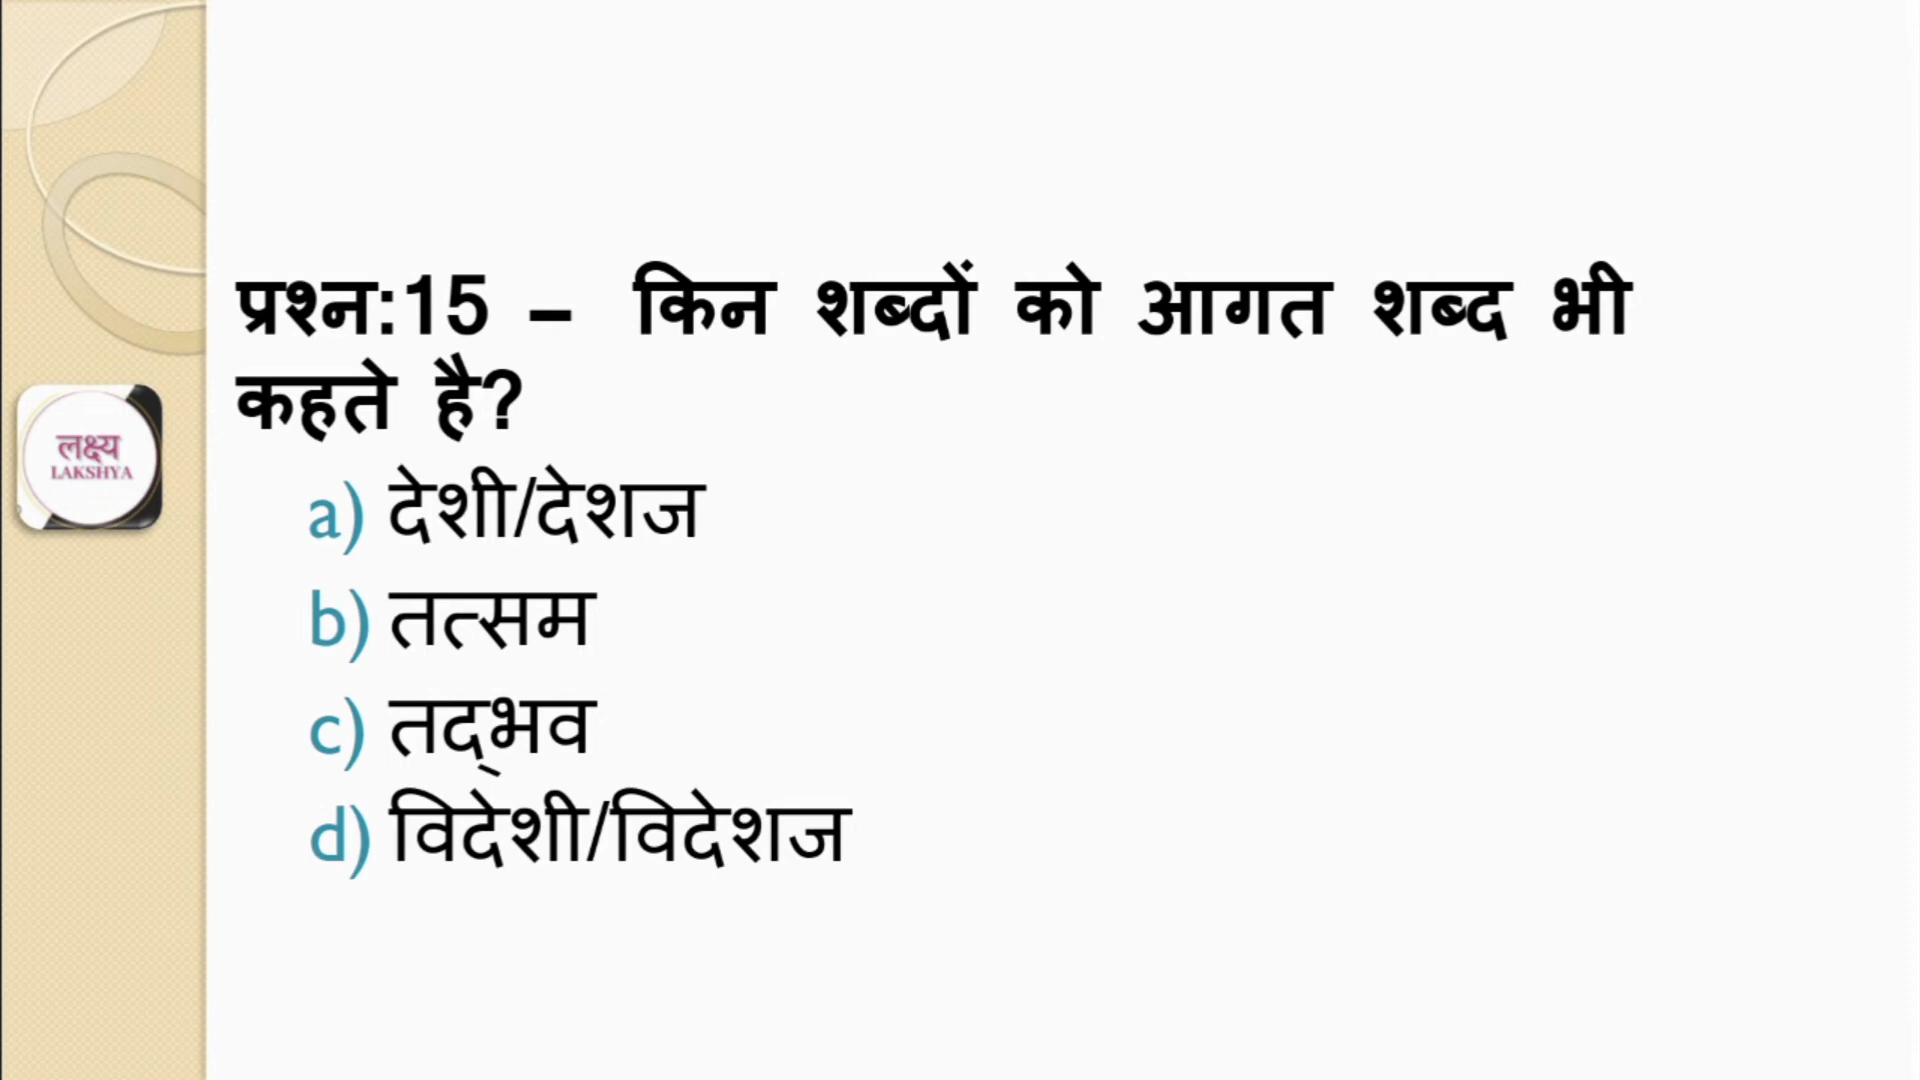 प्रश्न:15 – किन शब्दों को आगत शब्द भी
कहते है?
लक्ष्य
LAKSHYA
a) देशी/देशज
b) तत्सम
c) तद्भव
d) विदेशी/विदेशज